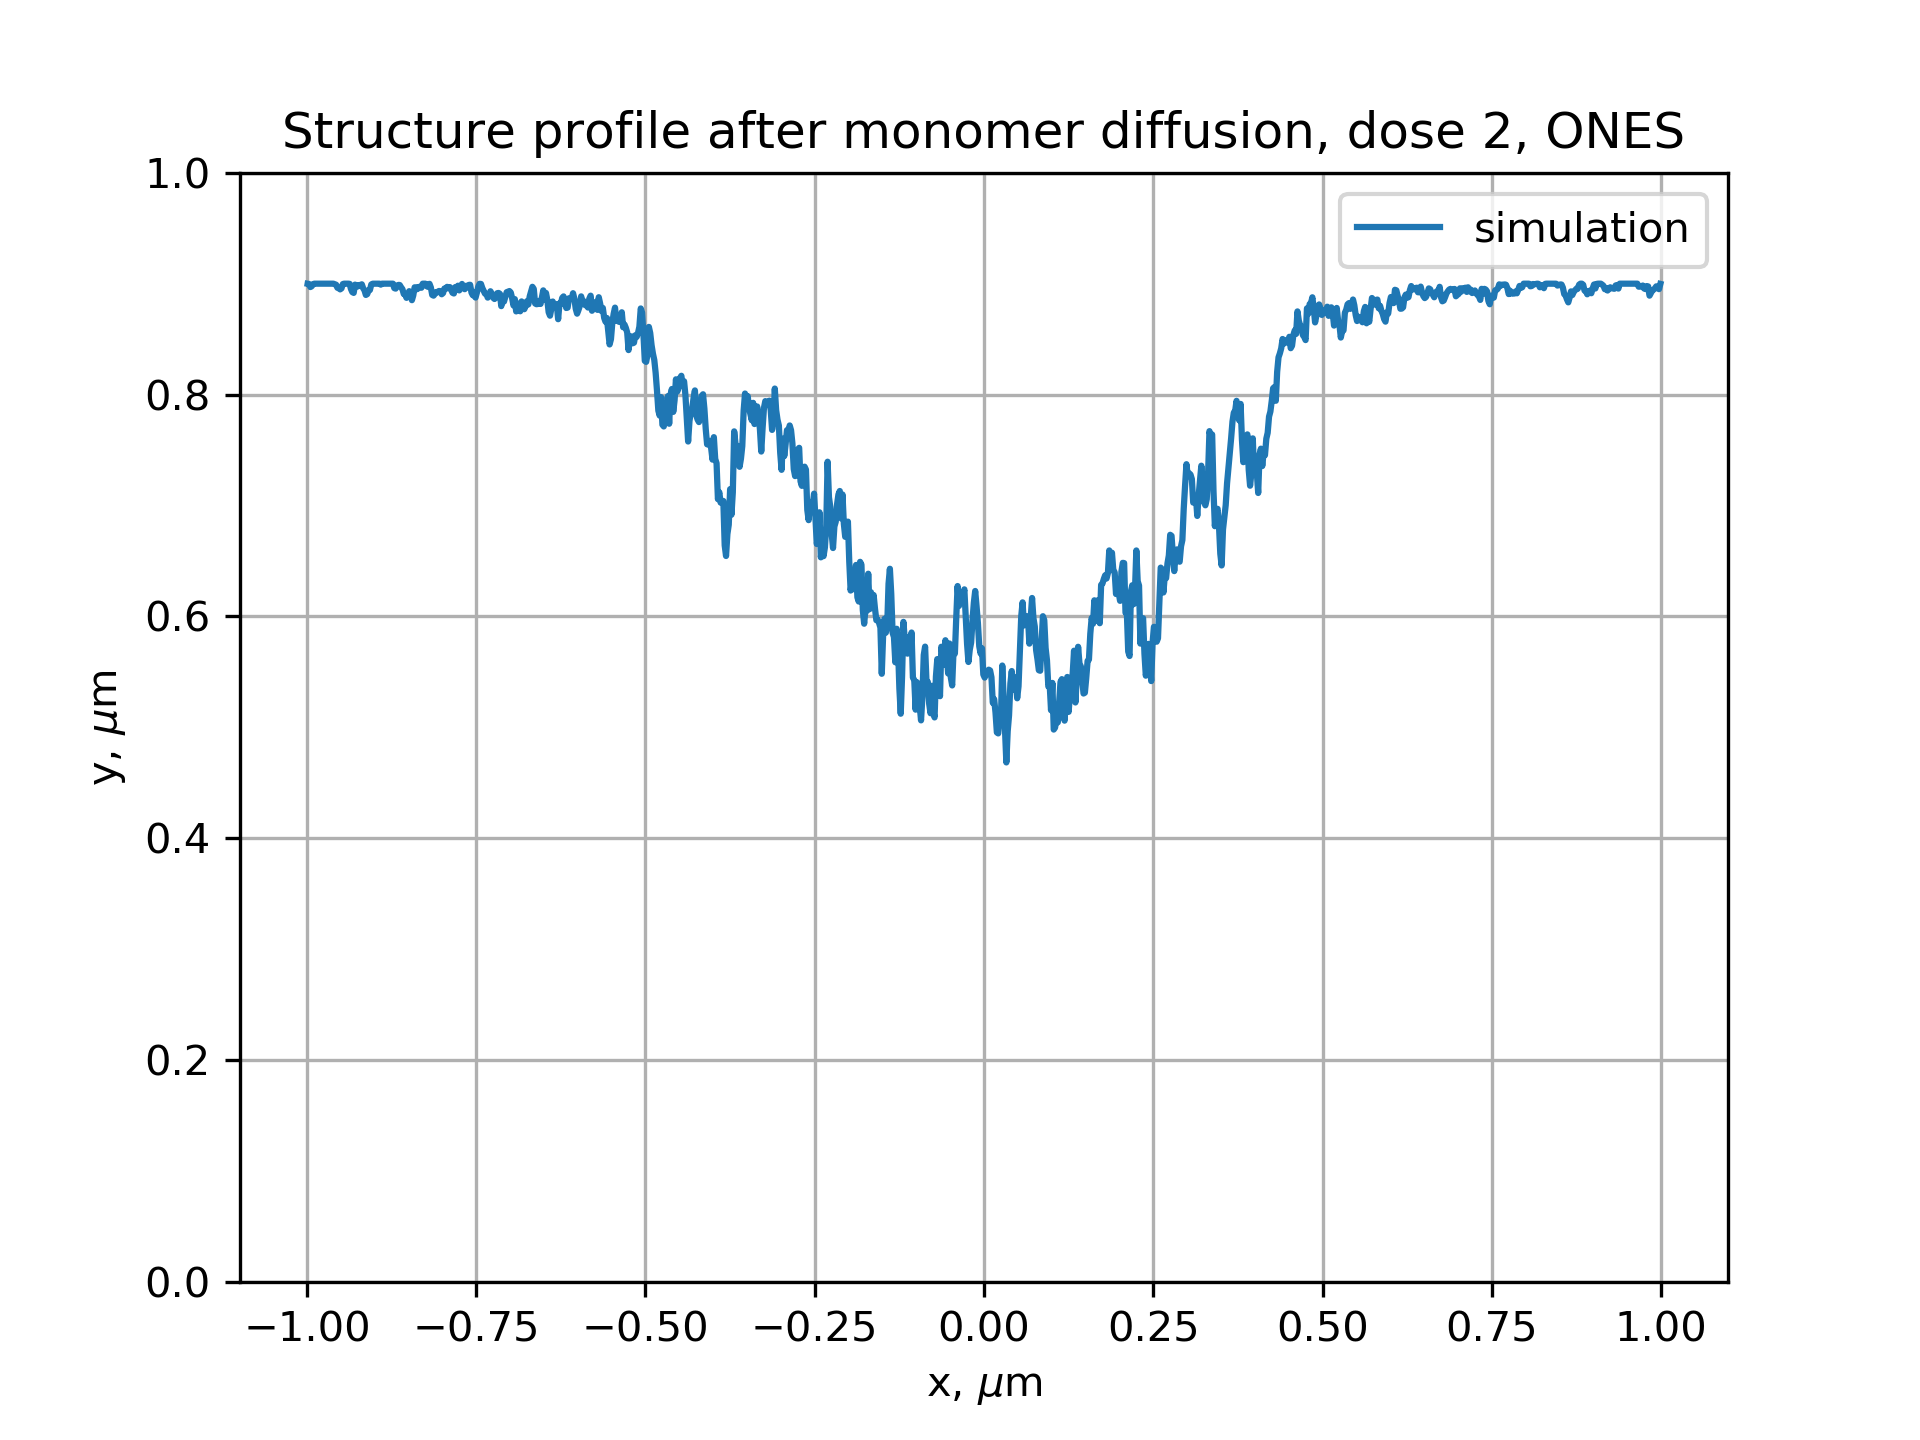 Structure profile after monomer diffusion, dose 2, ONES
simulation
1.0
0.8
0.6
0.4
0.2
0.0
y, μm
−1.00 −0.75 −0.50 −0.25 0.00 0.25 0.50 0.75 1.00
x, μm